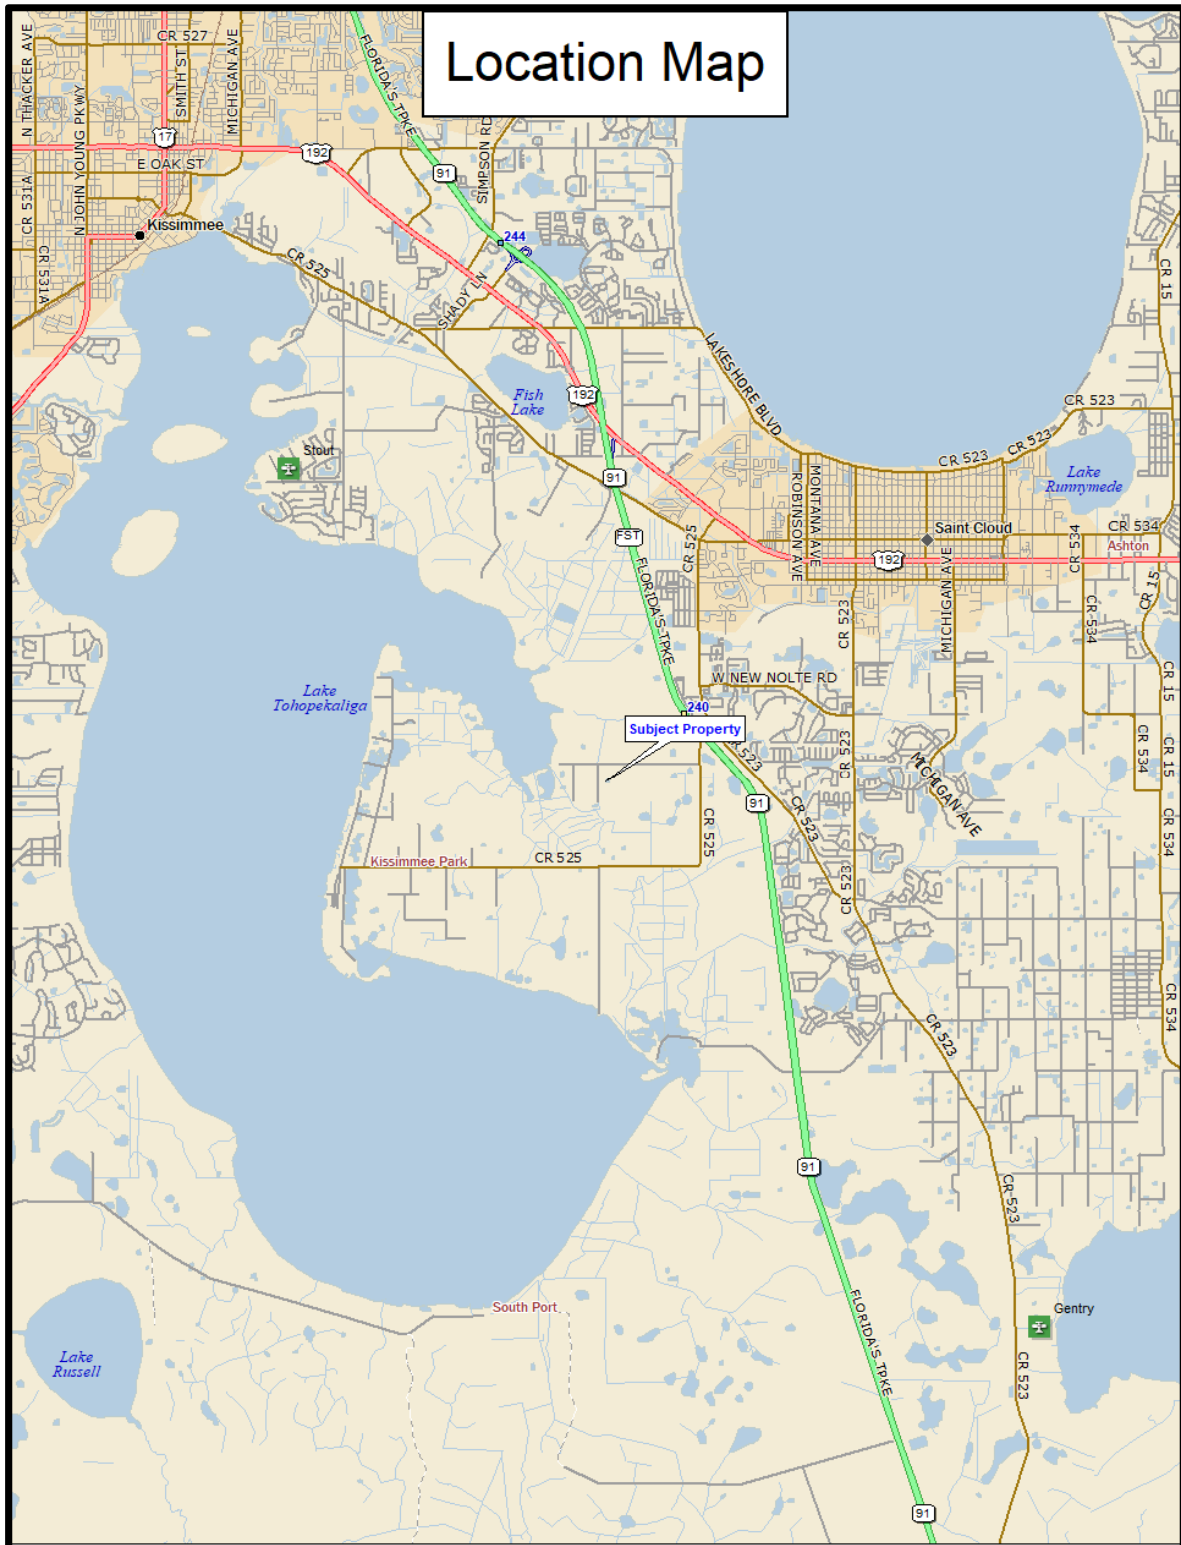 Location Map
CR 527
N THACKER AVE
N JOHN YOUNG PKWY
SMITH ST
MICHIGAN AVE
FLORIDA'S TPKE
SIMPSON RD
17
192
E OAK ST
91
CR 531A
Kissimmee
CR 531A
CR 525
244
SHADY LN
CR 15
LAKESHORE BLVD
Fish
Lake
192
CR 523
CR 523
CR 523
Stout
91
Lake
Runnymede
ROBINSON AVE
MONTANA AVE
Saint Cloud
CR 534
CR 534
Ashton
FST
CR 525
192
FLORIDA'S TPKE
MICHIGAN AVE
CR 523
CR 534
CR 15
CR 15
W NEW NOLTE RD
Lake
Tohopekaliga
240
Subject Property
CR 523
CR 523
CR 534
CR 15
MICHIGAN AVE
91
CR 523
CR 525
CR 534
Kissimmee Park
CR 525
CR 523
CR 534
CR 523
91
CR 523
South Port
Gentry
FLORIDA'S TPKE
Lake
Russell
CR 523
91